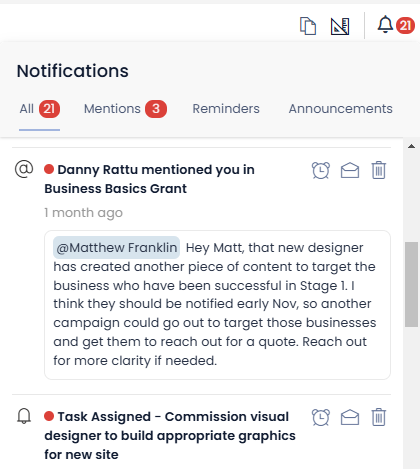 21
Notifications
All 21 Mentions 3 Reminders Announcements
@ Danny Rattu mentioned you in
Business Basics Grant
1 month ago
@Matthew Franklin Hey Matt, that new designer
has created another piece of content to target the
business who have been successful in Stage 1. I
think they should be notified early Nov, so another
campaign could go out to target those businesses
and get them to reach out for a quote. Reach out
for more clarity if needed.
Task Assigned - Commission visual
designer to build appropriate graphics
for new site